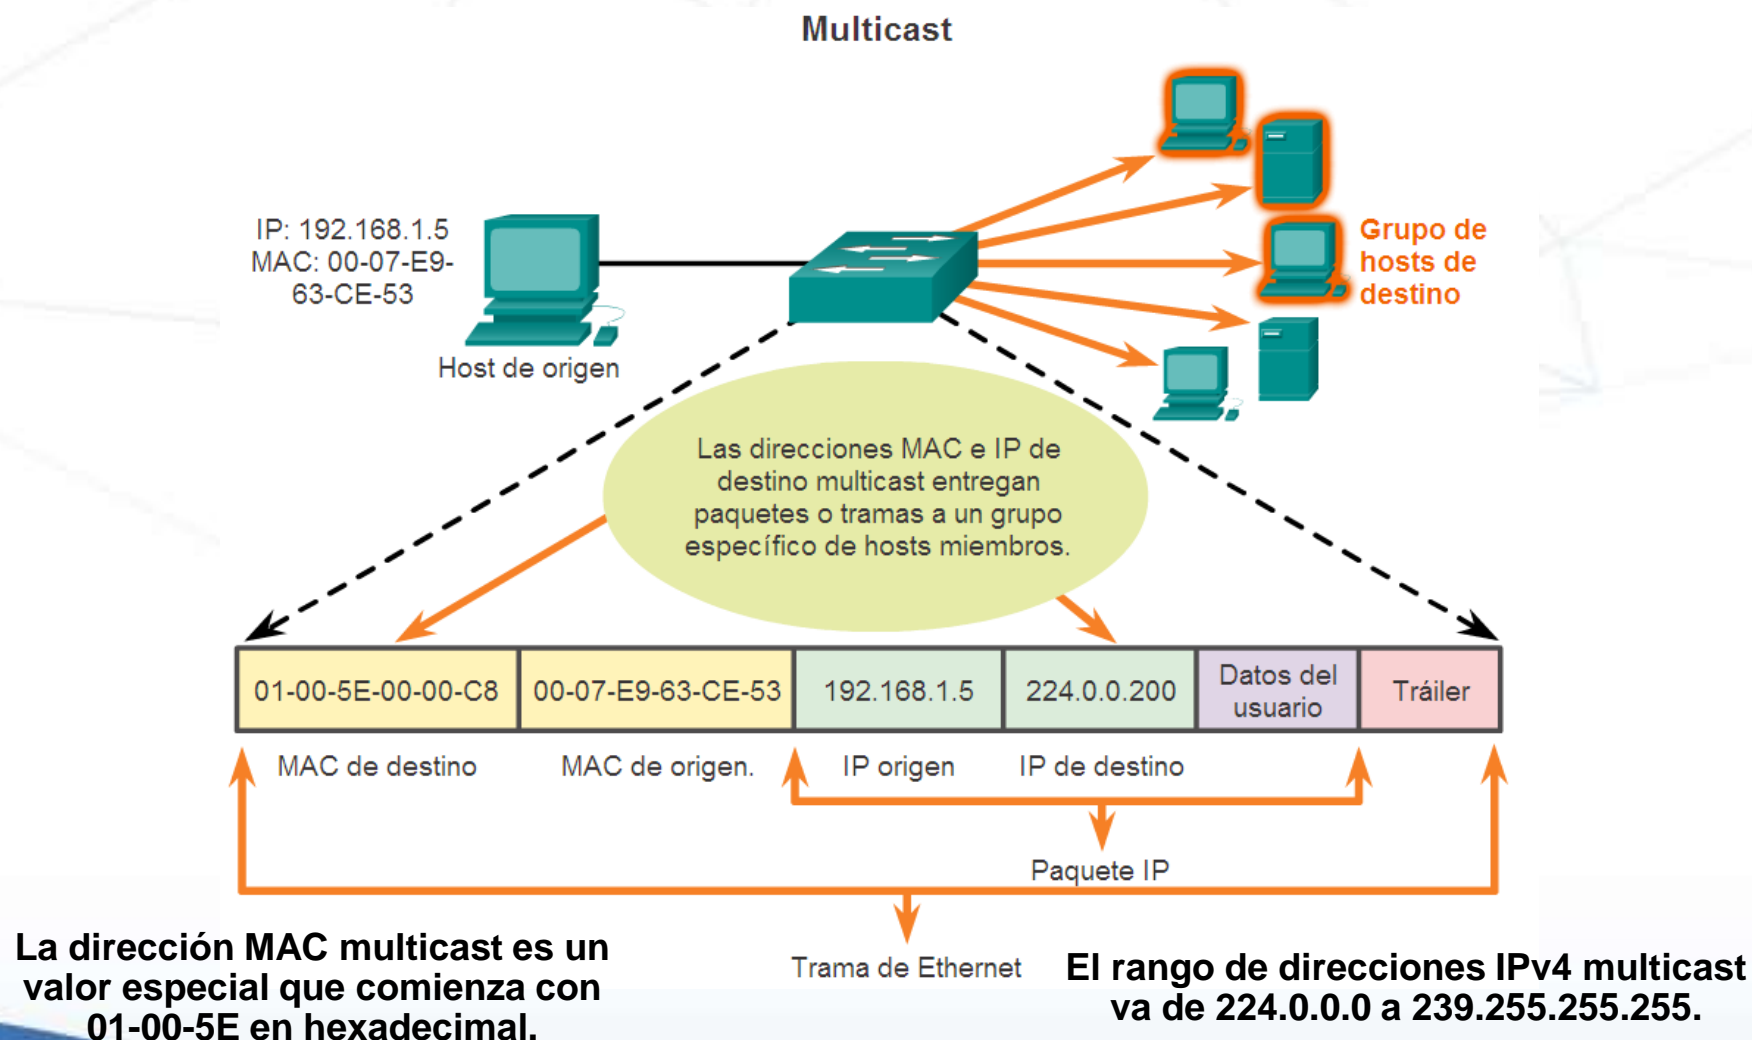 Multicast
IP: 192.168.1.5
MAC: 00-07-E9-
63-CE-53
Host de origen
Grupo de
hosts de
destino
Las direcciones MAC e IP de
destino multicast entregan
paquetes o tramas a un grupo
específico de hosts miembros.
01-00-5E-00-00-C8
00-07-E9-63-CE-53
192.168.1.5
224.0.0.200
Datos del
usuario
Tráiler
MAC de destino
MAC de origen.
IP origen
IP de destino
Paquete IP
Trama de Ethernet
La dirección MAC multicast es un
valor especial que comienza con
01-00-5E en hexadecimal.
El rango de direcciones IPv4 multicast
va de 224.0.0.0 a 239.255.255.255.